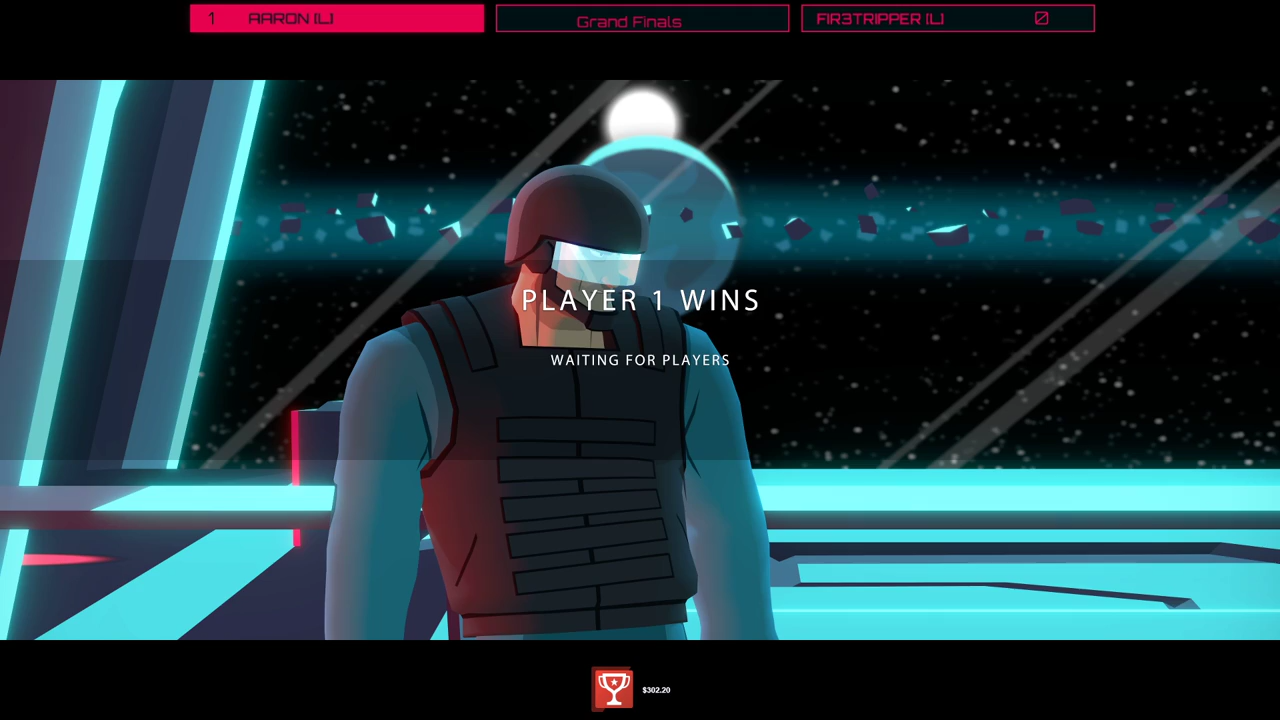 1 AARON [L]
Grand Finals
FIR3TRIPPER [L] 0
PLAYER 1 WINS
WAITING FOR PLAYERS
$302.20